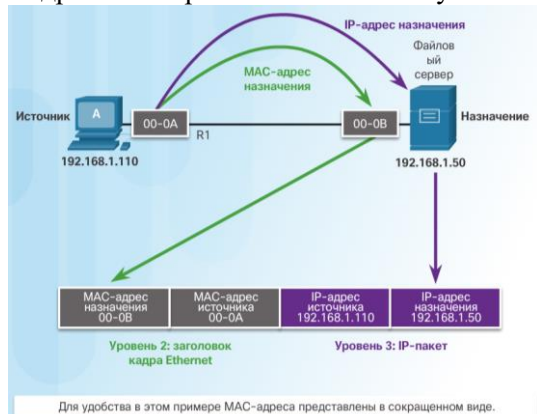 IP-адрес назначения
Файлов
ый
сервер
MAC-адрес
назначения
Источник
A
00-0A
R1
00-0B
Назначение
192.168.1.110
192.168.1.50
MAC-адрес
назначения
00-0B
MAC-адрес
источника
00-0A
IP-адрес
источника
192.168.1.110
IP-адрес
назначения
192.168.1.50
Уровень 2: заголовок
кадра Ethernet
Уровень 3: IP-пакет
Для удобства в этом примере MAC-адреса представлены в сокращенном виде.